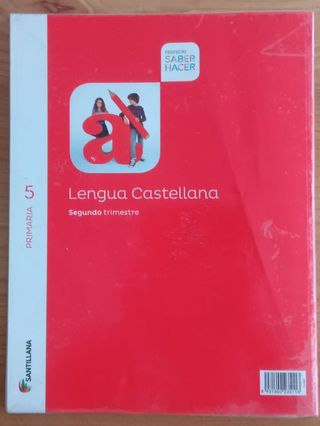 PROYECTO
SABER
HACER
a
Lengua Castellana
Segundo trimestre
5
PRIMARIA
SANTILLANA